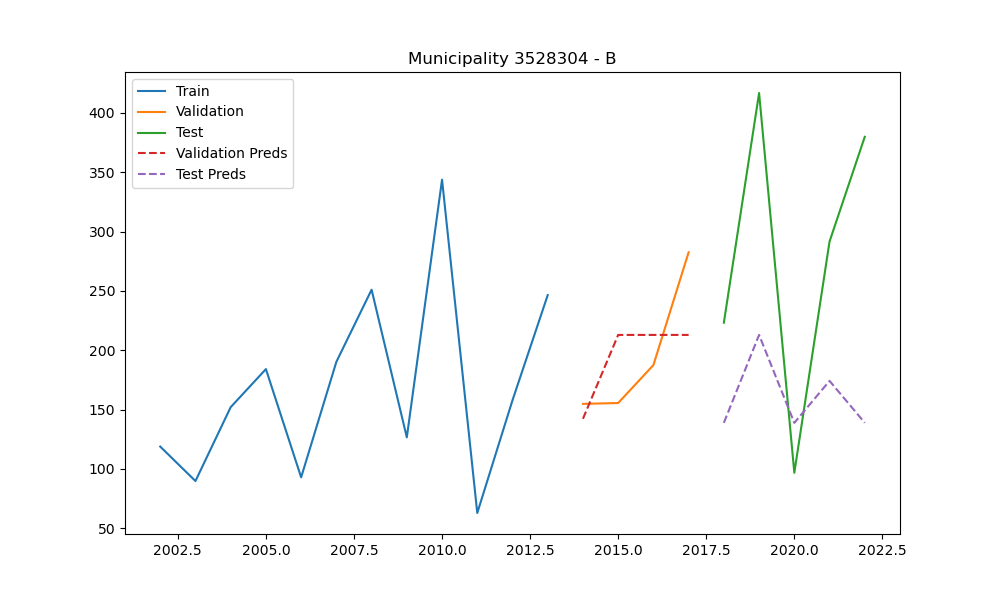 Municipality 3528304 - B
Train
Validation
Test
Validation Preds
Test Preds
400
350
300
250
200
150
100
50
2002.5 2005.0 2007.5 2010.0 2012.5 2015.0 2017.5 2020.0 2022.5